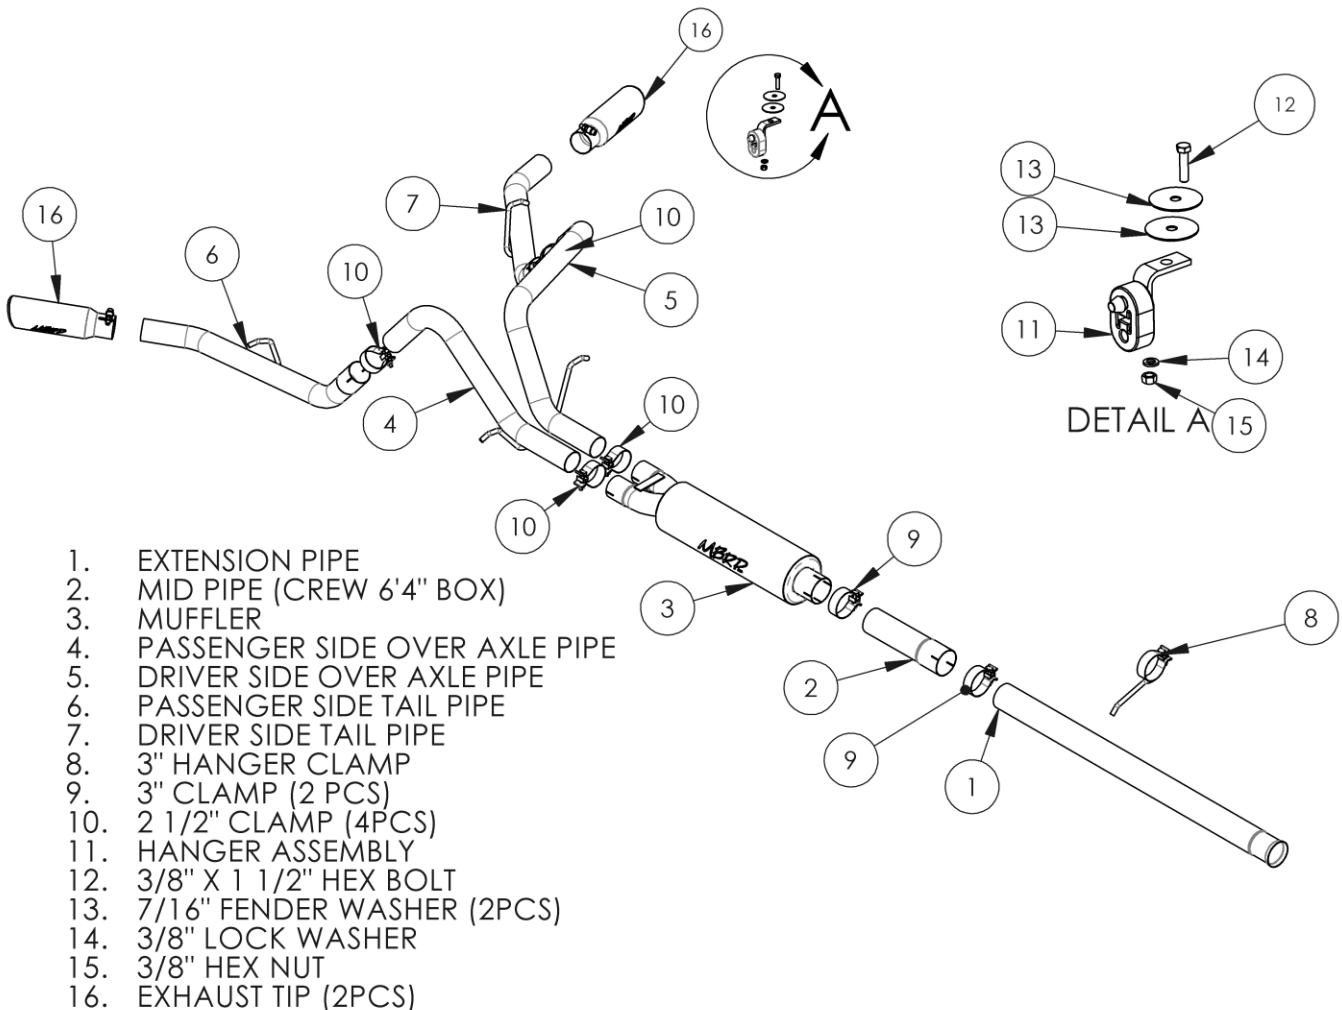 16
A
12
13
16
7
10
13
6
10
5
11
14
4
10
DETAIL A
15
10
MBRP
MBRP
MBRP
9
3
8
2
9
1
1. EXTENSION PIPE
2. MID PIPE (CREW 6'4" BOX)
3. MUFFLER
4. PASSENGER SIDE OVER AXLE PIPE
5. DRIVER SIDE OVER AXLE PIPE
6. PASSENGER SIDE TAIL PIPE
7. DRIVER SIDE TAIL PIPE
8. 3" HANGER CLAMP
9. 3" CLAMP (2 PCS)
10. 2 1/2" CLAMP (4PCS)
11. HANGER ASSEMBLY
12. 3/8" X 1 1/2" HEX BOLT
13. 7/16" FENDER WASHER (2PCS)
14. 3/8" LOCK WASHER
15. 3/8" HEX NUT
16. EXHAUST TIP (2PCS)